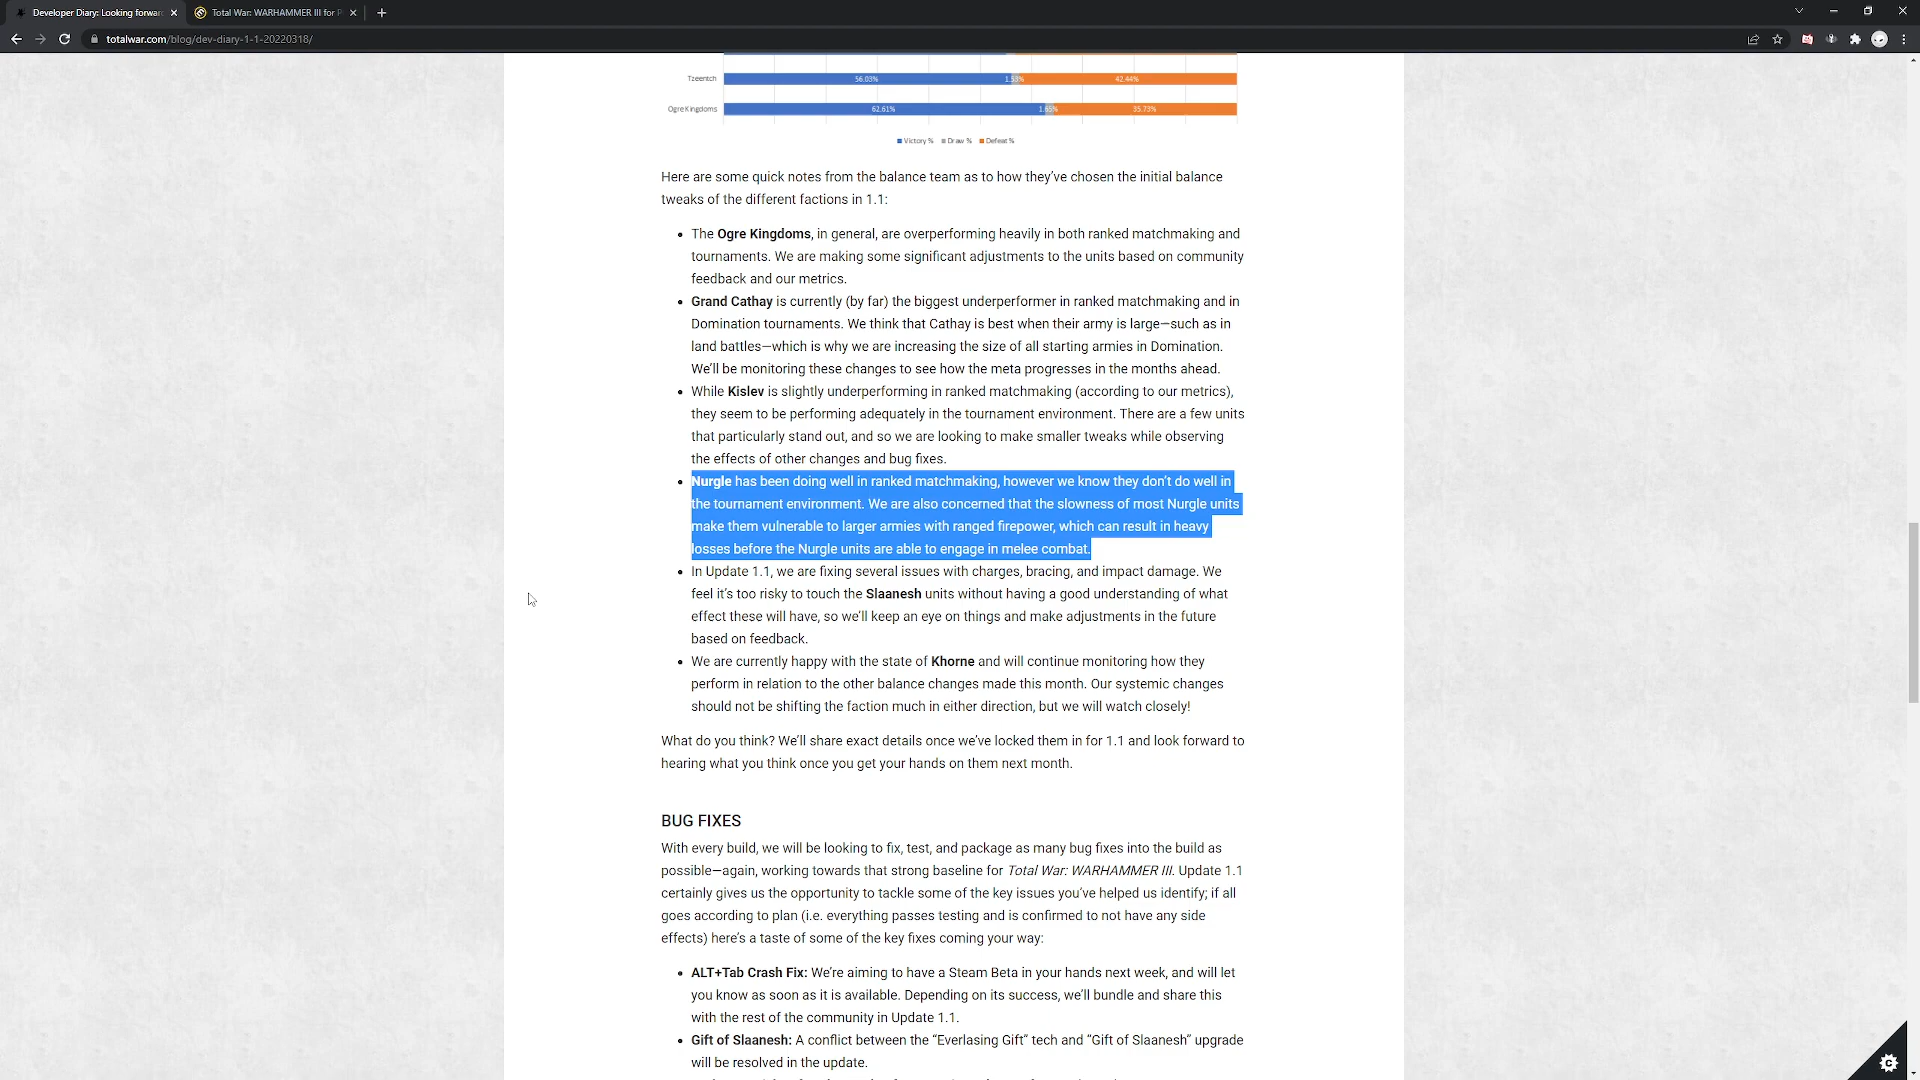 Developer Diary: Looking forwar
Total War: WARHAMMER III for P
totalwar.com/blog/dev-diary-1-1-20220318/
Tzeentch 56.03% 1.53% 42.44%
Ogre Kingdoms 62.61% 1.65% 35.73%
Victory % Draw % Defeat %
Here are some quick notes from the balance team as to how they’ve chosen the initial balance
tweaks of the different factions in 1.1:
The Ogre Kingdoms, in general, are overperforming heavily in both ranked matchmaking and
tournaments. We are making some significant adjustments to the units based on community
feedback and our metrics.
Grand Cathay is currently (by far) the biggest underperformer in ranked matchmaking and in
Domination tournaments. We think that Cathay is best when their army is large—such as in
land battles—which is why we are increasing the size of all starting armies in Domination.
We’ll be monitoring these changes to see how the meta progresses in the months ahead.
While Kislev is slightly underperforming in ranked matchmaking (according to our metrics),
they seem to be performing adequately in the tournament environment. There are a few units
that particularly stand out, and so we are looking to make smaller tweaks while observing
the effects of other changes and bug fixes.
Nurgle has been doing well in ranked matchmaking, however we know they don’t do well in
the tournament environment. We are also concerned that the slowness of most Nurgle units
make them vulnerable to larger armies with ranged firepower, which can result in heavy
losses before the Nurgle units are able to engage in melee combat.
In Update 1.1, we are fixing several issues with charges, bracing, and impact damage. We
feel it’s too risky to touch the Slaanesh units without having a good understanding of what
effect these will have, so we’ll keep an eye on things and make adjustments in the future
based on feedback.
We are currently happy with the state of Khorne and will continue monitoring how they
perform in relation to the other balance changes made this month. Our systemic changes
should not be shifting the faction much in either direction, but we will watch closely!
What do you think? We’ll share exact details once we’ve locked them in for 1.1 and look forward to
hearing what you think once you get your hands on them next month.
BUG FIXES
With every build, we will be looking to fix, test, and package as many bug fixes into the build as
possible—again, working towards that strong baseline for Total War: WARHAMMER III. Update 1.1
certainly gives us the opportunity to tackle some of the key issues you’ve helped us identify; if all
goes according to plan (i.e. everything passes testing and is confirmed to not have any side
effects) here’s a taste of some of the key fixes coming your way:
ALT+Tab Crash Fix: We’re aiming to have a Steam Beta in your hands next week, and will let
you know as soon as it is available. Depending on its success, we’ll bundle and share this
with the rest of the community in Update 1.1.
Gift of Slaanesh: A conflict between the “Everlasing Gift” tech and “Gift of Slaanesh” upgrade
will be resolved in the update.